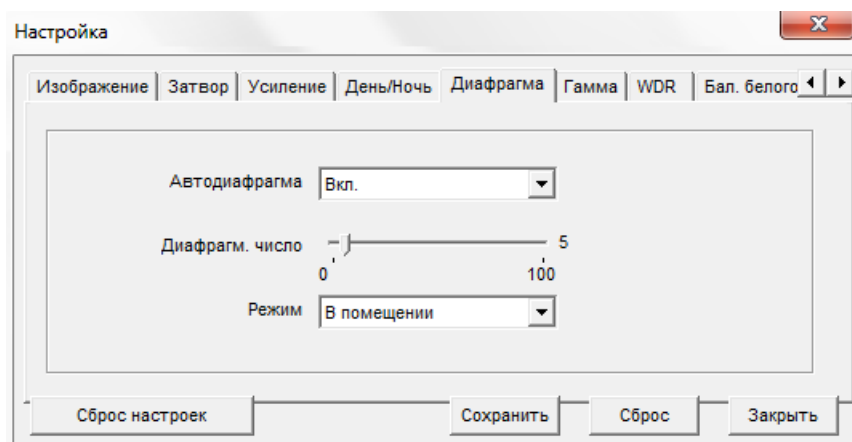 Настройка
Изображение Затвор Усиление День/Ночь Диафрагма Гамма WDR Бал. белого
Автодиафрагма Вкл.
Диафрагм. число 5
0 100
Режим В помещении
Сброс настроек Сохранить Сброс Закрыть